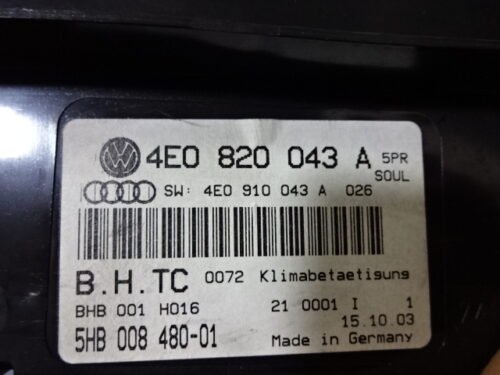 4E0 820 043 A 5PR
SOUL
SW: 4E0 910 043 A 026
B.H.TC 0072 Klimabetaetisung
BHB 001 H016 21 0001 I 1
15.10.03
5HB 008 480-01 Made in Germany